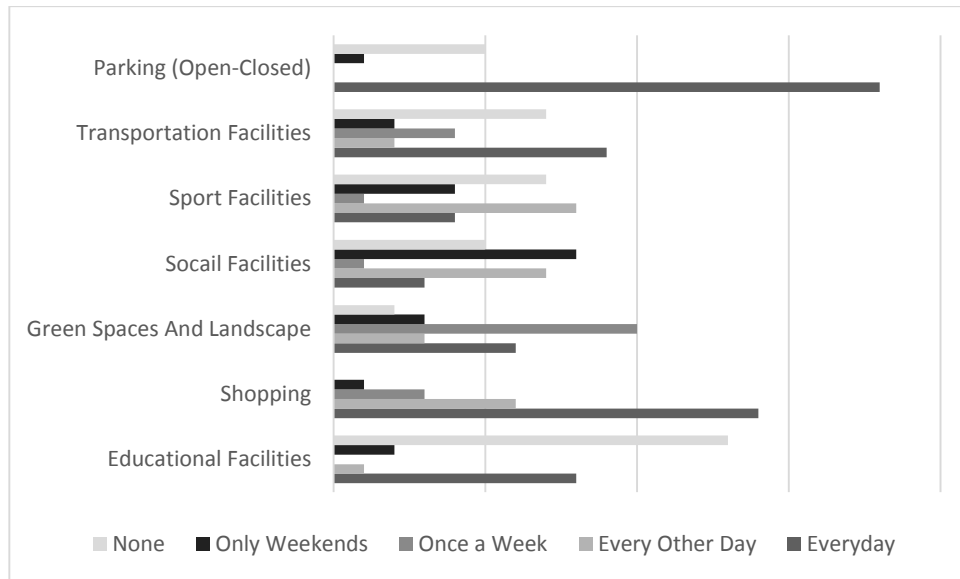 Parking (Open-Closed)
Transportation Facilities
Sport Facilities
Socail Facilities
Green Spaces And Landscape
Shopping
Educational Facilities
None Only Weekends Once a Week Every Other Day Everyday